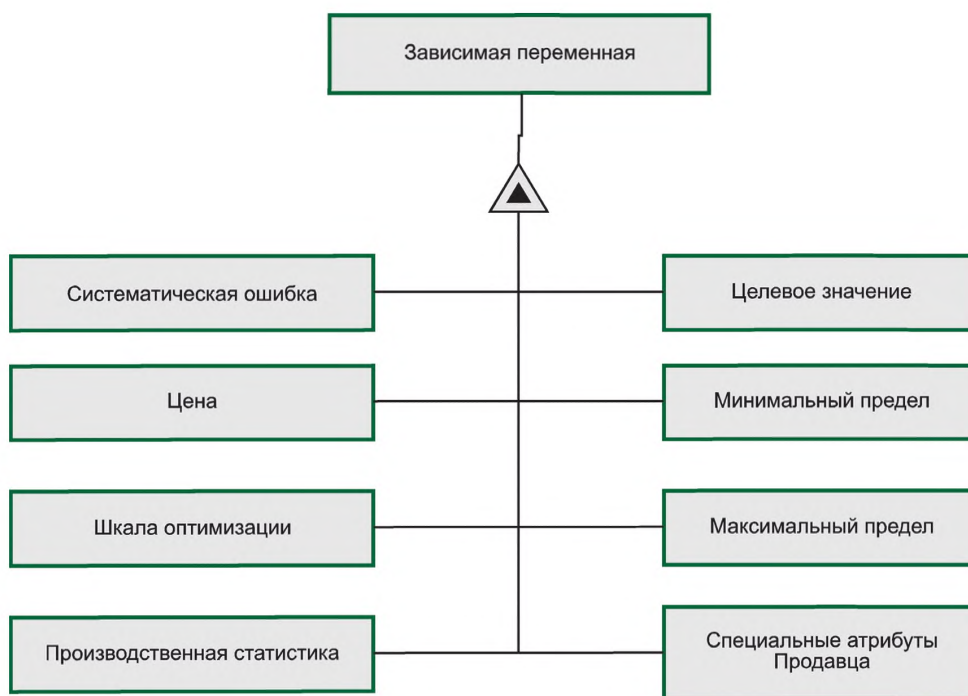 Зависимая переменная
Систематическая ошибка
Целевое значение
Цена
Минимальный предел
Шкала оптимизации
Максимальный предел
Производственная статистика
Специальные атрибуты
Продавца